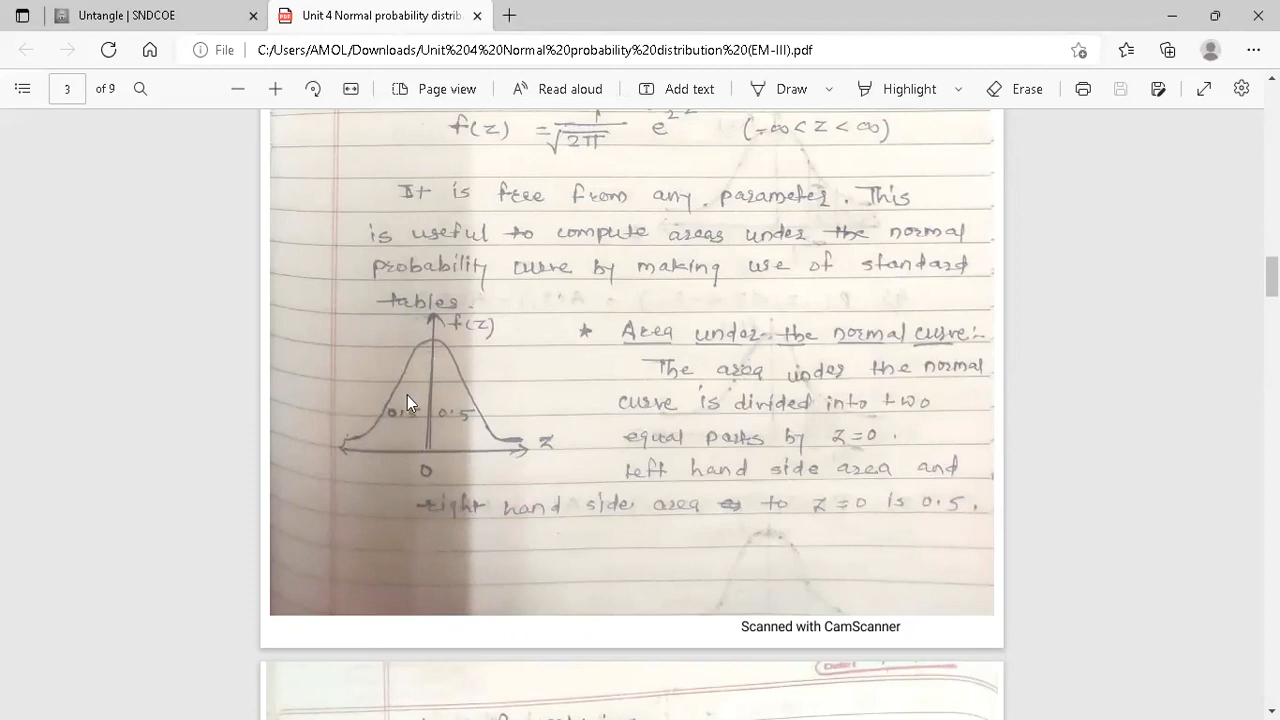 Untangle | SNDCOE
Unit 4 Normal probability distrib
File
C:/Users/AMOL/Downloads/Unit%204%20Normal%20probability%20distribution%20(EM-III).pdf
3 of 9
Page view
Read aloud
Add text
Draw
Highlight
Erase
f(z) = 1/√2π e (-∞ < z < ∞)
It is free from any parameter. This
is useful to compute areas under the normal
probability curve by making use of standard
tables.
f(z)
0.5 0.5
z
0
* Area under the normal curve:-
The area under the normal
curve is divided into two
equal parts by z=0.
left hand side area and
right hand side area to z=0 is 0.5.
Scanned with CamScanner